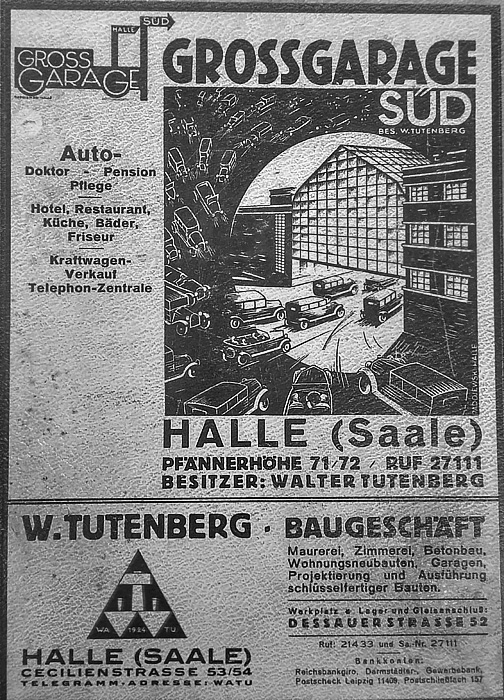 HALLE SÜD
GROSS
GARAGE
GROSSGARAGE
SÜD
BES. W.TUTENBERG
Auto-
Doktor - Pension
Pflege
Hotel, Restaurant,
Küche, Bäder,
Friseur
Kraftwagen-
Verkauf
Telephon-Zentrale
HALLE (Saale)
PFÄNNERHÖHE 71/72 / RUF 27111
BESITZER: WALTER TUTENBERG
W. TUTENBERG · BAUGESCHÄFT
Maurerei, Zimmerei, Betonbau,
Wohnungsneubauten, Garagen,
Projektierung und Ausführung
schlüsselfertiger Bauten.
Werkplatz e Lager und Gleisanschluß:
DESSAUERSTRASSE 52
Ruf: 21433 und Sa.-Nr. 27111
Bankkonten:
Reichsbankgiro, Darmstädter, Gewerbebank,
Postscheck Leipzig 11409, Postschließfach 157
WA 1924 TU
HALLE (SAALE)
CECILIENSTRASSE 53/54
TELEGRAMM-ADRESSE: WATU